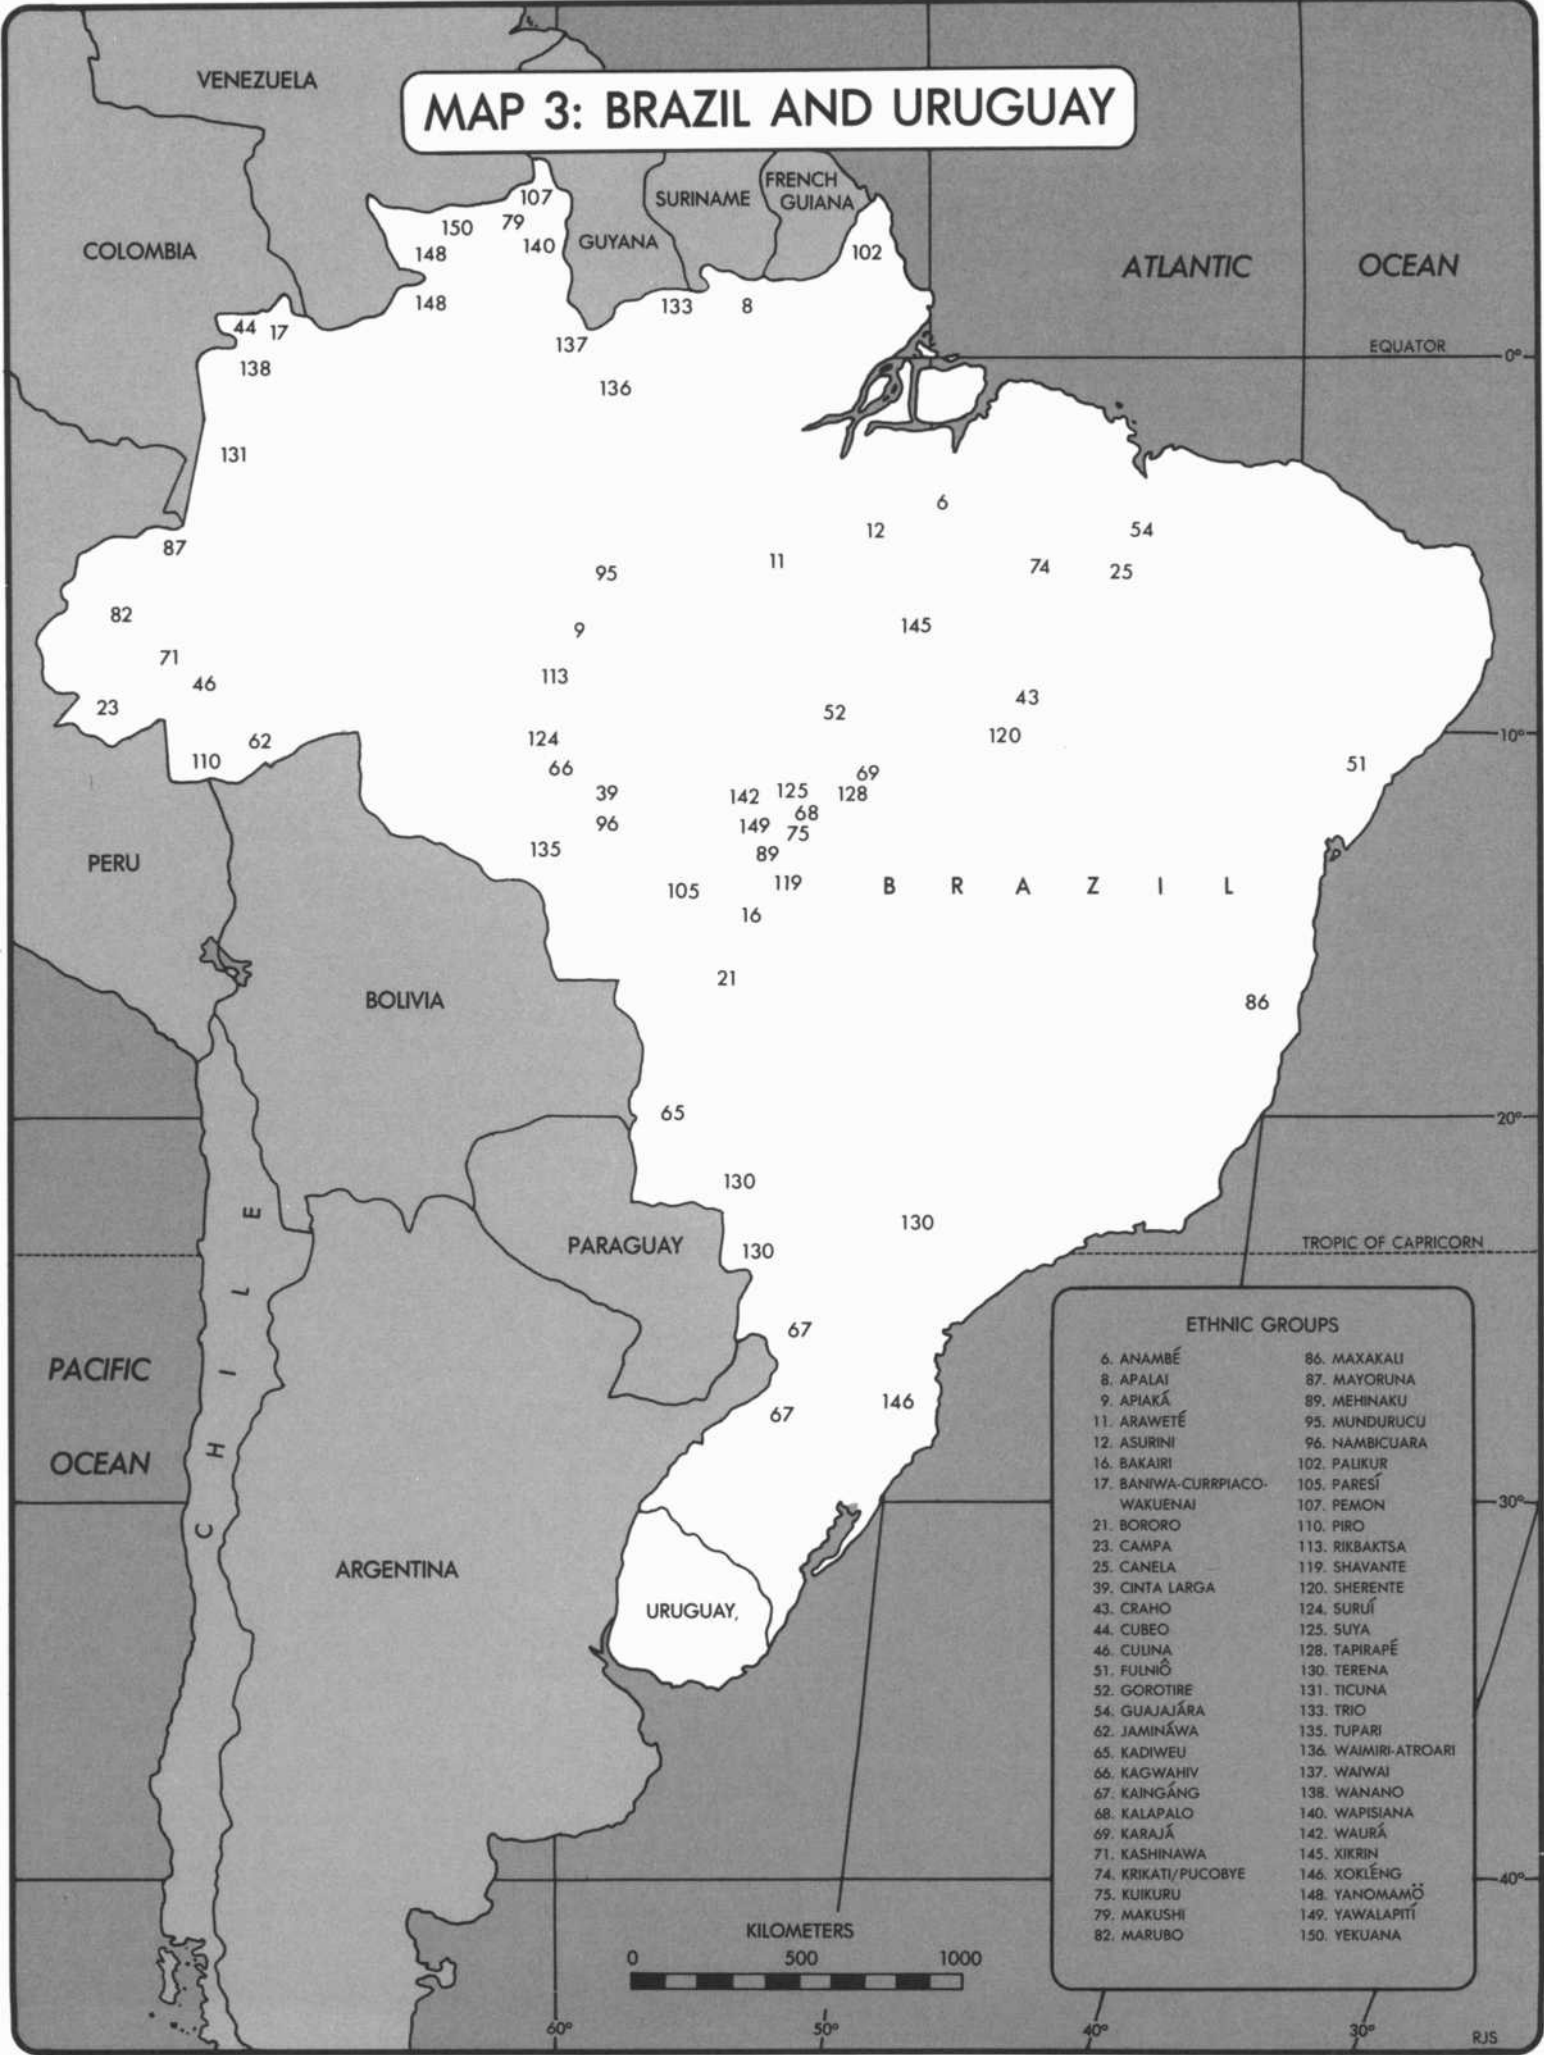 VENEZUELA
MAP 3: BRAZIL AND URUGUAY
FRENCH
GUIANA
SURINAME
107
79
150
140
GUYANA
COLOMBIA
148
102
ATLANTIC OCEAN
148
133
8
44
17
137
EQUATOR
0°
138
136
131
6
12
54
87
11
74
25
95
82
9
145
71
113
46
43
23
52
124
120
10°
62
110
66
69
51
39
142
125
128
68
96
149
75
135
89
PERU
105
119
B R A Z I L
16
21
BOLIVIA
86
65
20°
130
130
PARAGUAY
130
TROPIC OF CAPRICORN
67
PACIFIC
OCEAN
CHILE
67
146
30°
ARGENTINA
URUGUAY,
ETHNIC GROUPS
6. ANAMBÉ
8. APALAI
9. APIAKÁ
11. ARAWETÉ
12. ASURINI
16. BAKAIRI
17. BANIWA-CURRPIACO-
WAKUENAI
21. BORORO
23. CAMPA
25. CANELA
39. CINTA LARGA
43. CRAHO
44. CUBEO
46. CULINA
51. FULNIÔ
52. GOROTIRE
54. GUAJAJÁRA
62. JAMINÁWA
65. KADIWEU
66. KAGWAHIV
67. KAINGÁNG
68. KALAPALO
69. KARAJÁ
71. KASHINAWA
74. KRIKATI/PUCOBYE
75. KUIKURU
79. MAKUSHI
82. MARUBO
86. MAXAKALI
87. MAYORUNA
89. MEHINAKU
95. MUNDURUCU
96. NAMBICUARA
102. PALIKUR
105. PARESÍ
107. PEMON
110. PIRO
113. RIKBAKTSA
119. SHAVANTE
120. SHERENTE
124. SURUÍ
125. SUYA
128. TAPIRAPÉ
130. TERENA
131. TICUNA
133. TRIO
135. TUPARI
136. WAIMIRI-ATROARI
137. WAIWAI
138. WANANO
140. WAPISIANA
142. WAURÁ
145. XIKRIN
146. XOKLÉNG
148. YANOMAMÖ
149. YAWALAPITÍ
150. YEKUANA
40°
KILOMETERS
0 500 1000
60° 50° 40° 30°
RJS